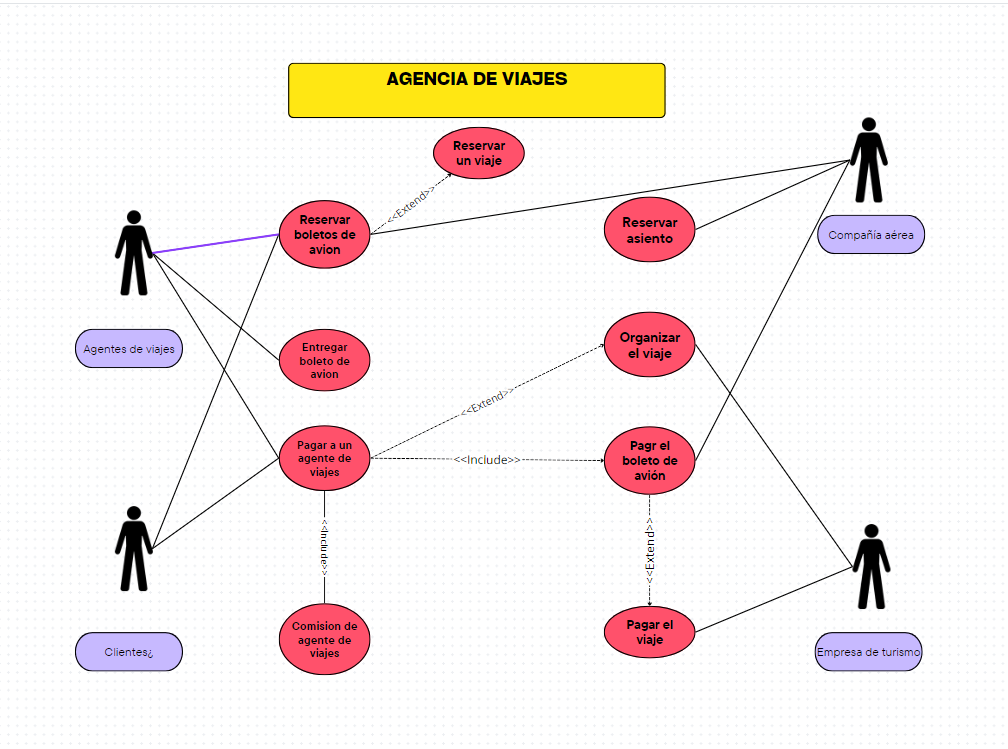 AGENCIA DE VIAJES
Reservar
un viaje
<<Extend>>
Reservar
boletos de
avion
Reservar
asiento
Compañía aérea
Agentes de viajes
Entregar
boleto de
avion
Organizar
el viaje
<<Extend>>
Pagar a un
agente de
viajes
<<Include>>
Pagr el
boleto de
avión
<<Include>>
<<Extend>>
Comision de
agente de
viajes
Pagar el
viaje
Clientes¿
Empresa de turismo